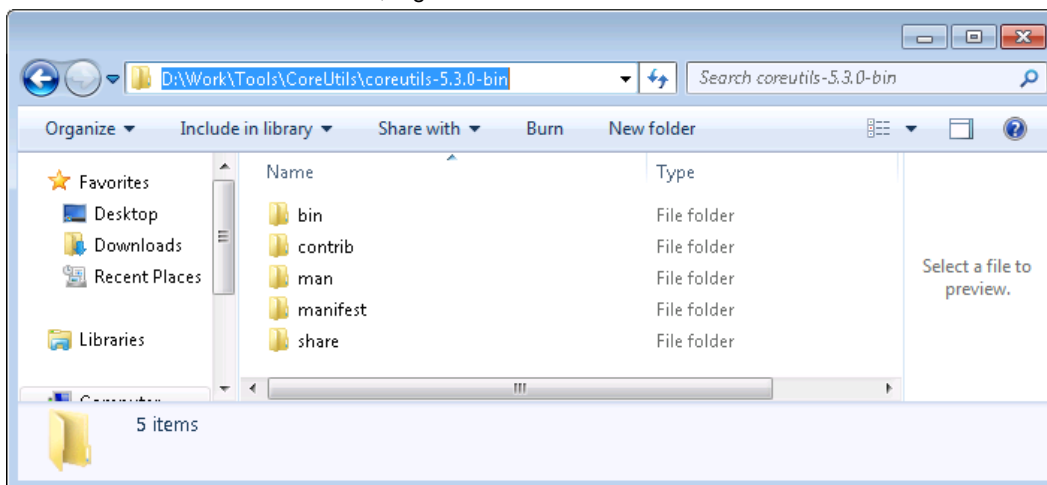 D:\Work\Tools\CoreUtils\coreutils-5.3.0-bin
Search coreutils-5.3.0-bin
Organize
Include in library
Share with
Burn
New folder
Favorites
Desktop
Downloads
Recent Places
Libraries
Computer
Name
Type
bin
File folder
contrib
File folder
man
File folder
manifest
File folder
share
File folder
Select a file to
preview.
5 items